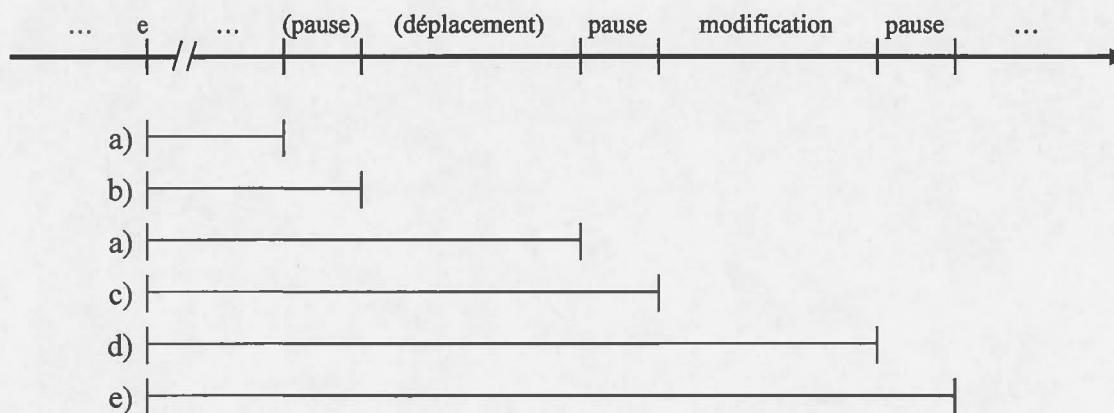 ... e ... (pause) (déplacement) pause modification pause ...
a)
b)
a)
c)
d)
e)